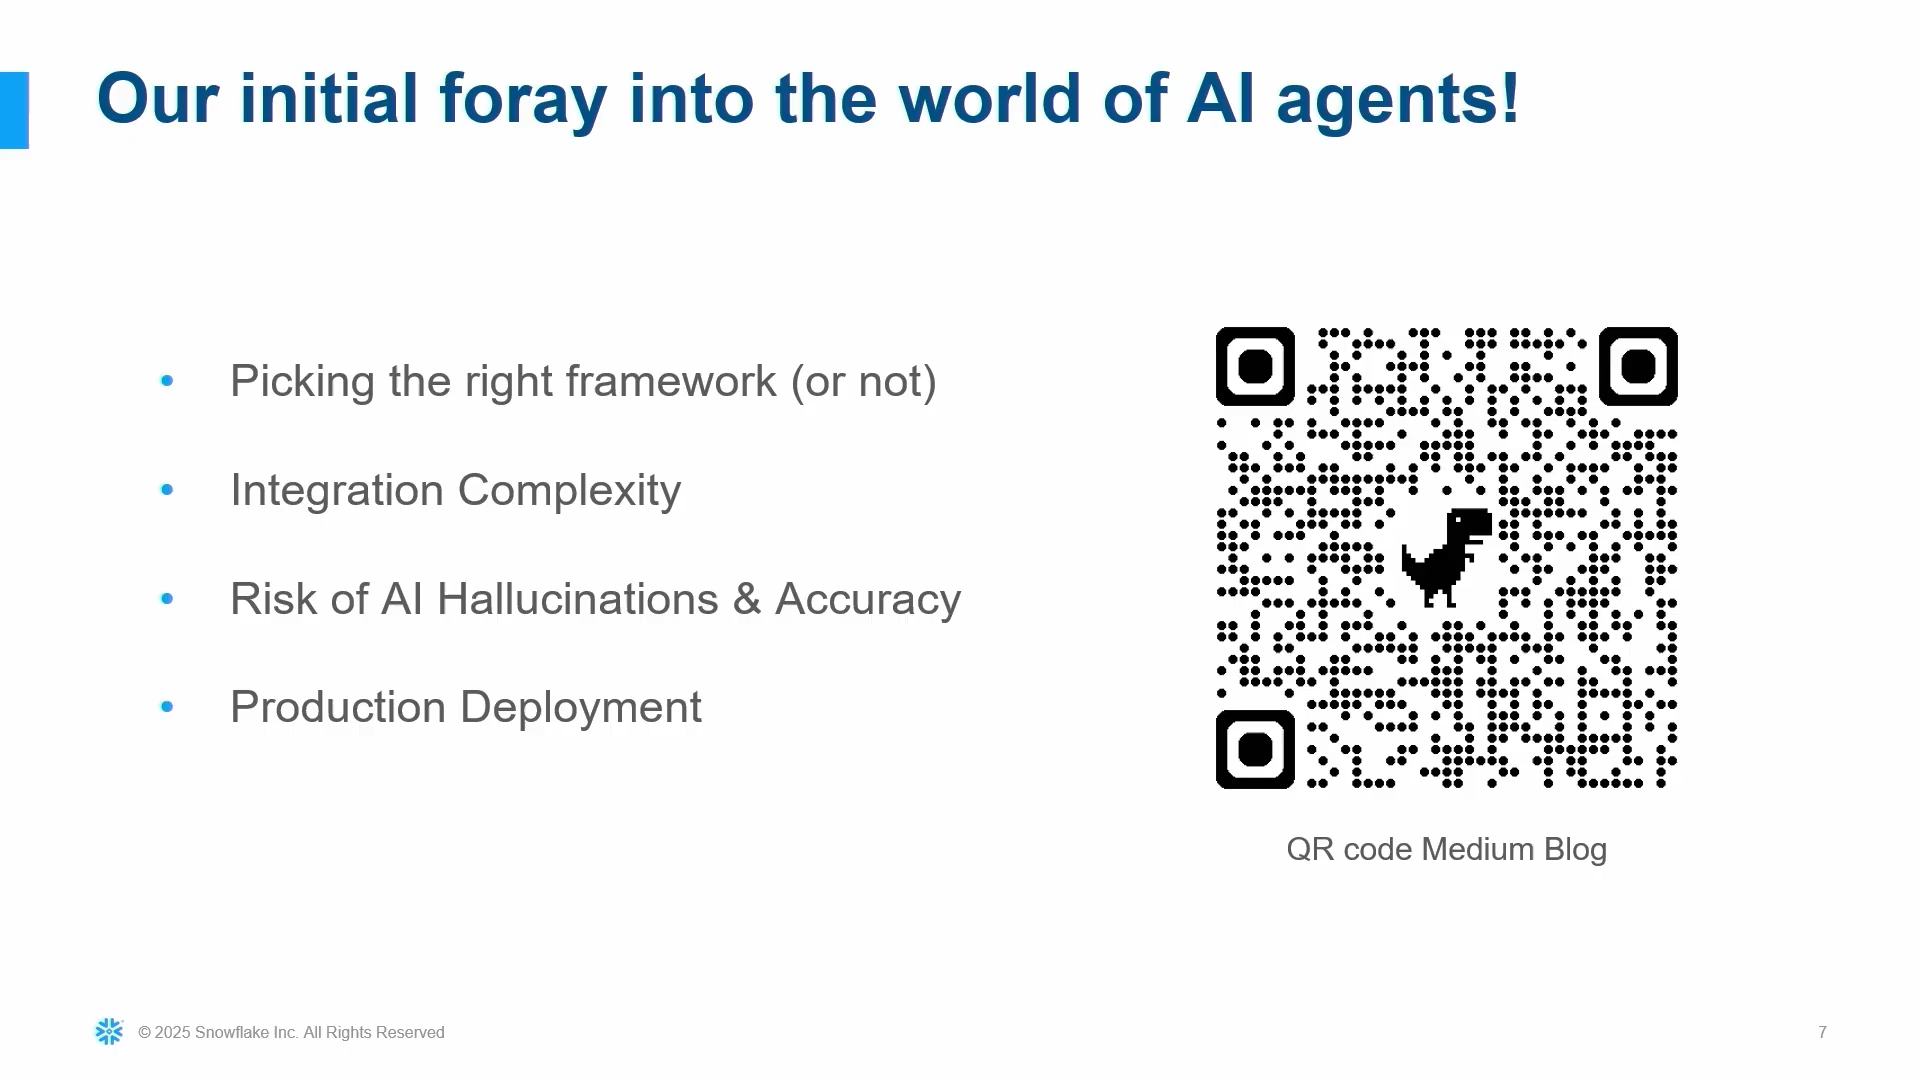 Our initial foray into the world of AI agents!
• Picking the right framework (or not)
• Integration Complexity
• Risk of AI Hallucinations & Accuracy
• Production Deployment
QR code Medium Blog
© 2025 Snowflake Inc. All Rights Reserved
7